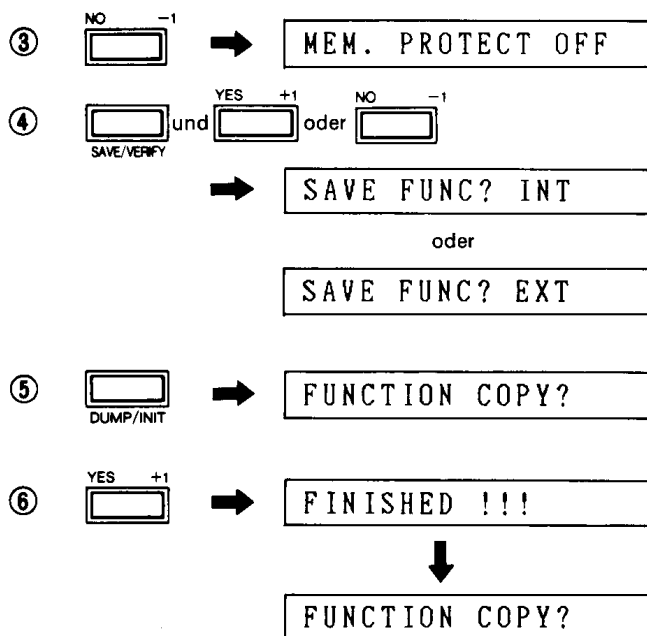 NO −1
③ MEM. PROTECT OFF
YES +1 NO −1
④ und oder
SAVE/VERIFY
SAVE FUNC? INT
oder
SAVE FUNC? EXT
⑤ FUNCTION COPY?
DUMP/INIT
YES +1
⑥ FINISHED !!!
FUNCTION COPY?